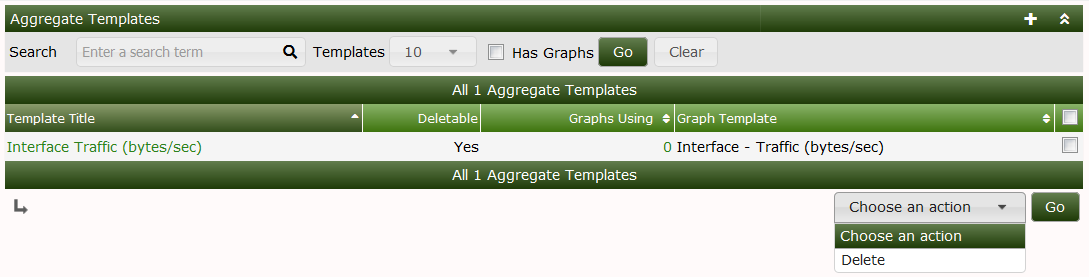 Aggregate Templates
Search Enter a search term Templates 10 Has Graphs Go Clear
All 1 Aggregate Templates
Template Title Deletable Graphs Using Graph Template
Interface Traffic (bytes/sec) Yes 0 Interface - Traffic (bytes/sec)
All 1 Aggregate Templates
Choose an action Go
Choose an action
Delete